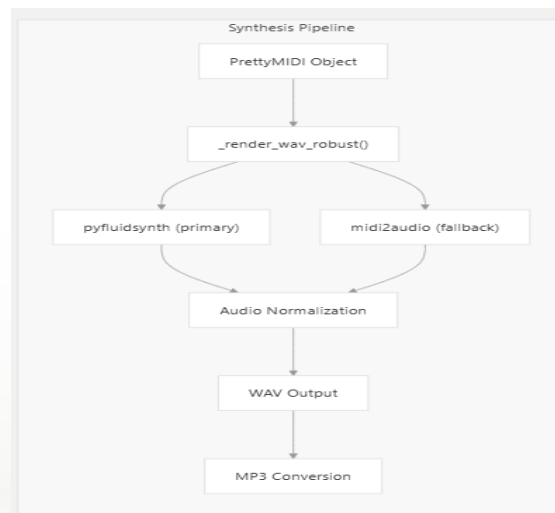 Synthesis Pipeline
PrettyMIDI Object
_render_wav_robust()
pyfluidsynth (primary)
midi2audio (fallback)
Audio Normalization
WAV Output
MP3 Conversion